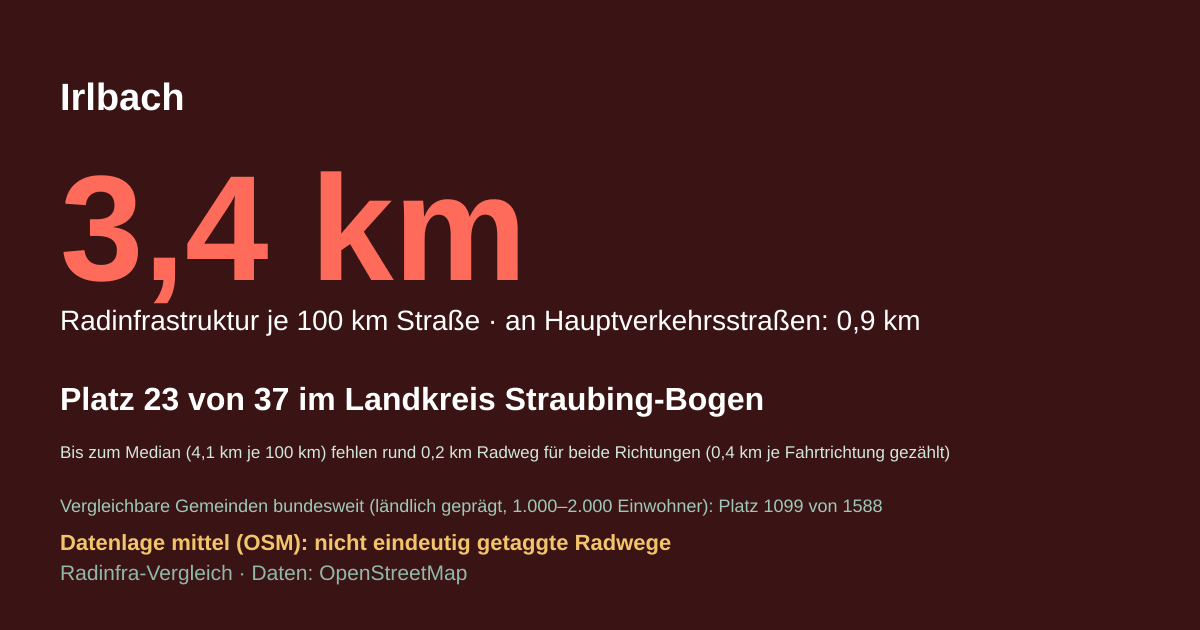 Irlbach
3,4 km
Radinfrastruktur je 100 km Straße · an Hauptverkehrsstraßen: 0,9 km
Platz 23 von 37 im Landkreis Straubing-Bogen
Bis zum Median (4,1 km je 100 km) fehlen rund 0,2 km Radweg für beide Richtungen (0,4 km je Fahrtrichtung gezählt)
Vergleichbare Gemeinden bundesweit (ländlich geprägt, 1.000–2.000 Einwohner): Platz 1099 von 1588
Datenlage mittel (OSM): nicht eindeutig getaggte Radwege
Radinfra-Vergleich · Daten: OpenStreetMap